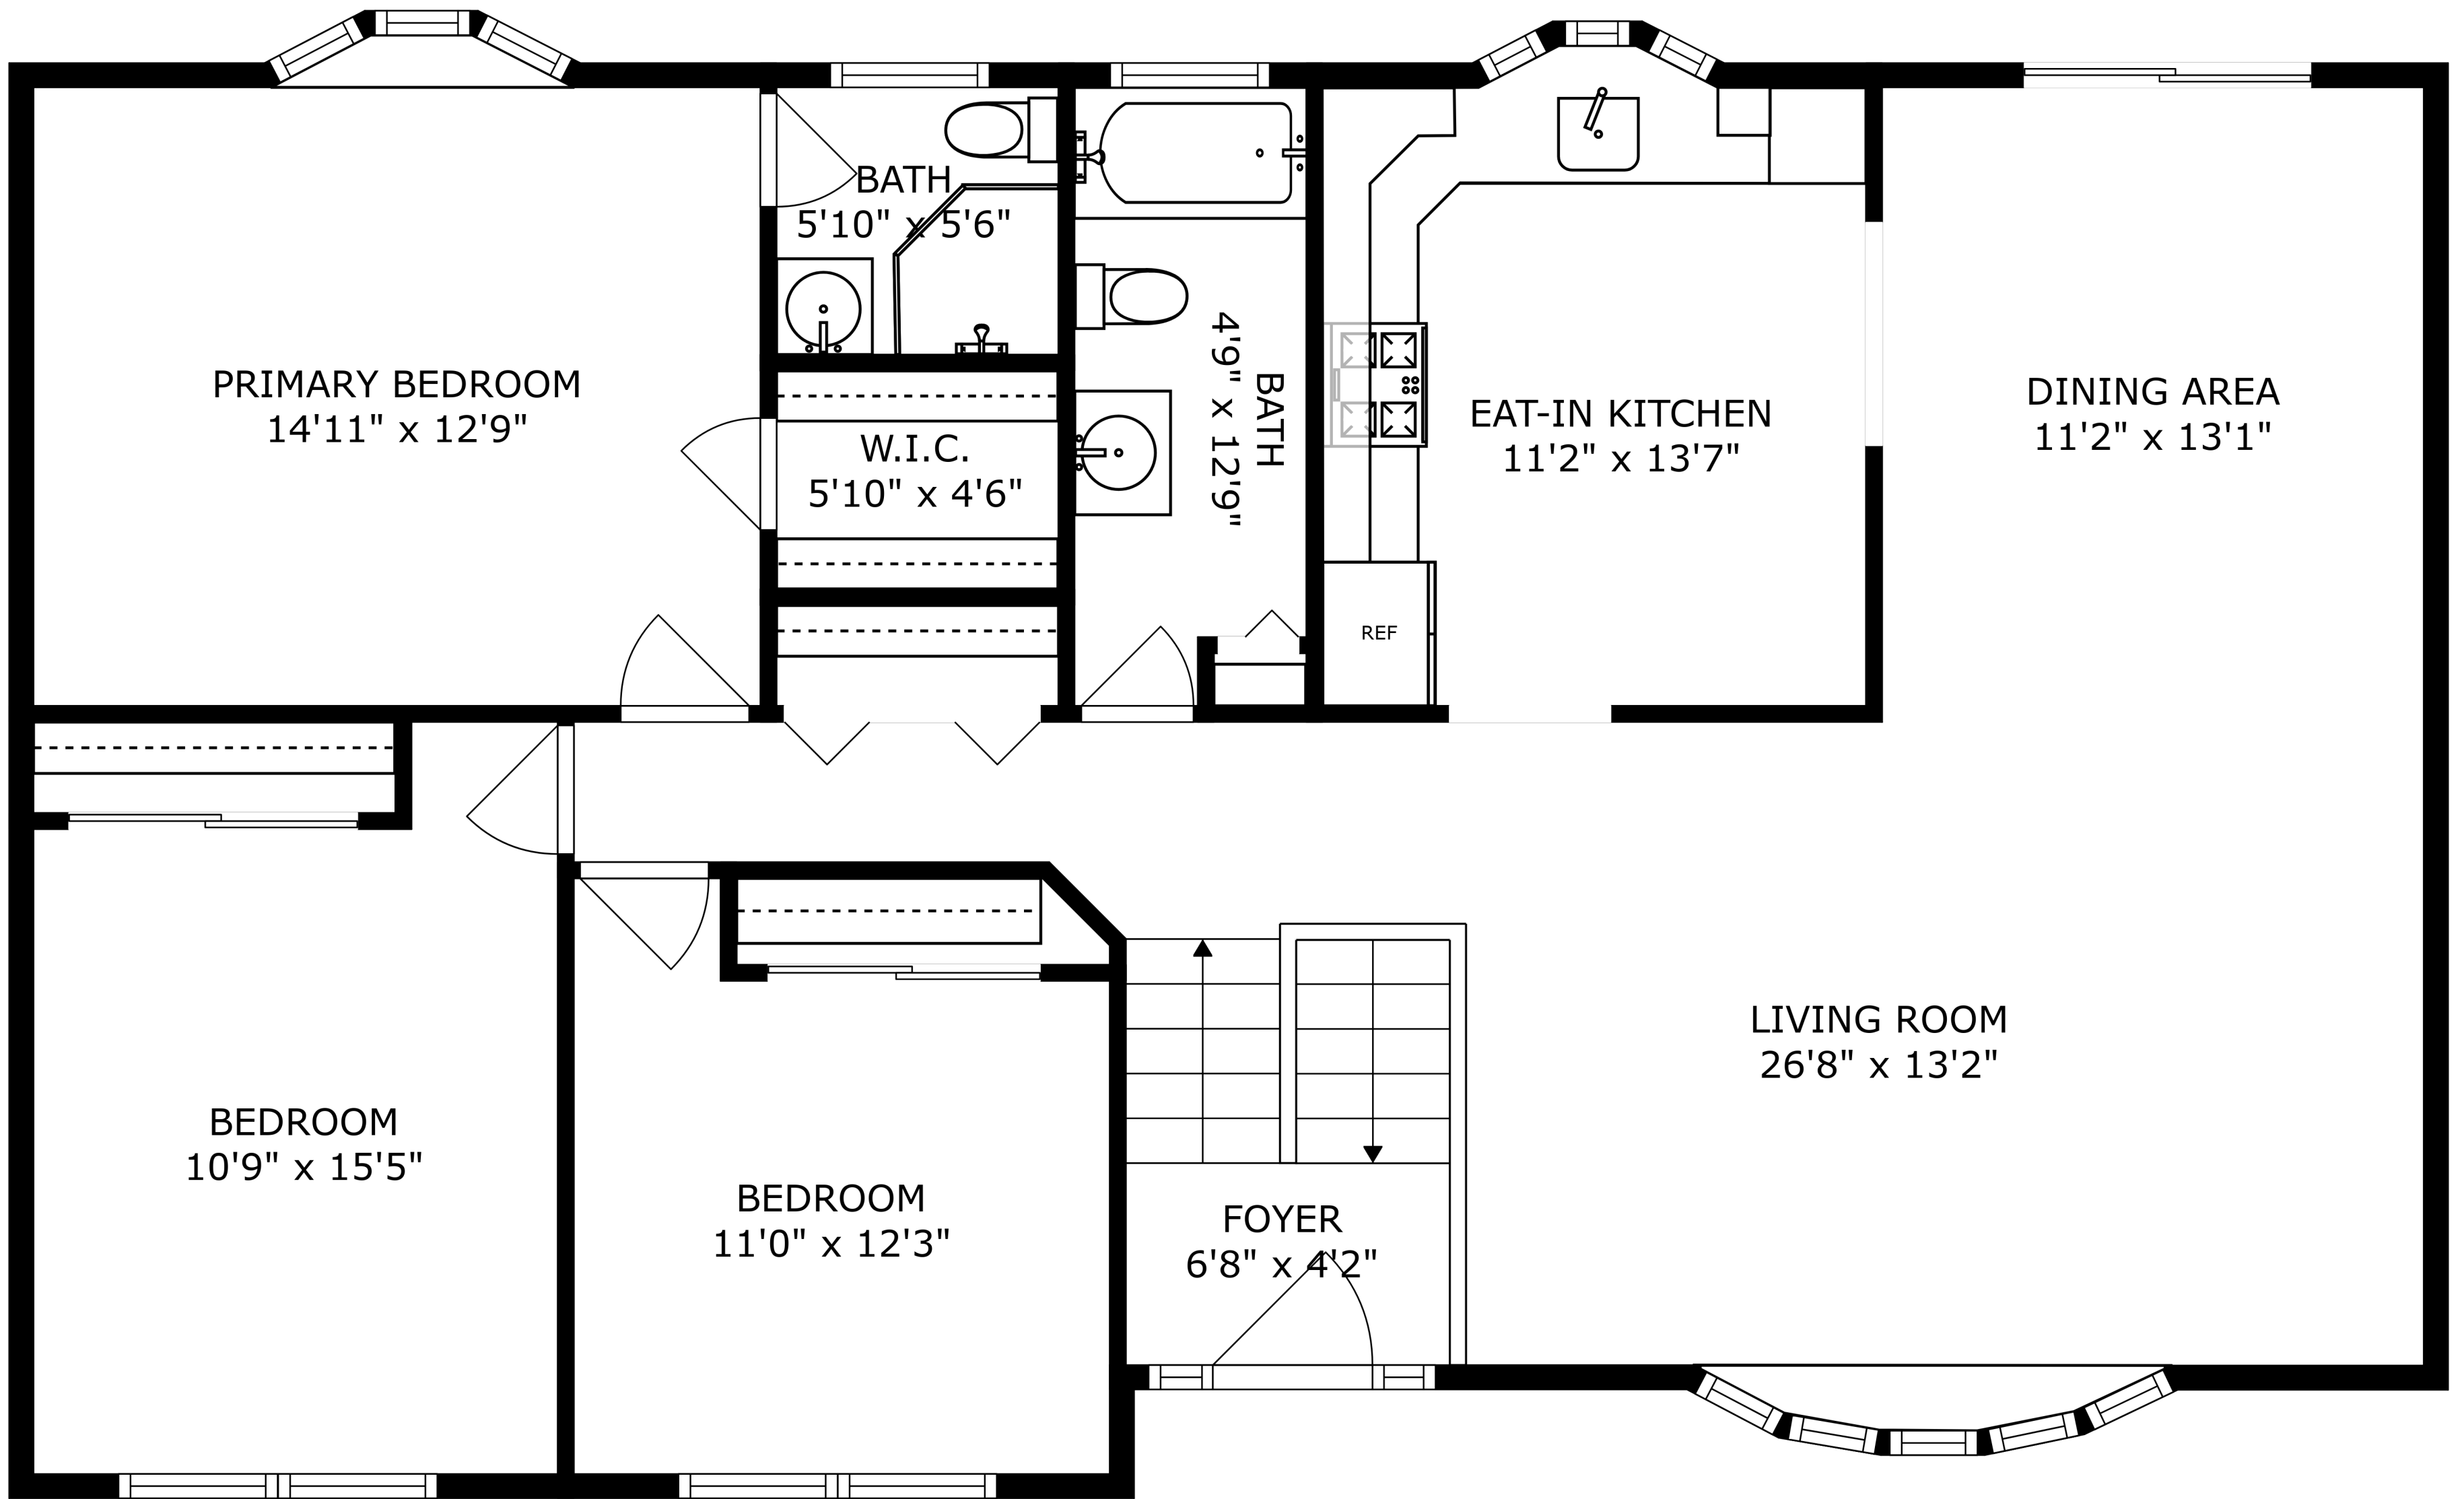 BATH
5'10" x 5'6"
PRIMARY BEDROOM
14'11" x 12'9"
W.I.C.
5'10" x 4'6"
BATH
4'9" x 12'9"
EAT-IN KITCHEN
11'2" x 13'7"
DINING AREA
11'2" x 13'1"
REF
LIVING ROOM
26'8" x 13'2"
BEDROOM
10'9" x 15'5"
BEDROOM
11'0" x 12'3"
FOYER
6'8" x 4'2"